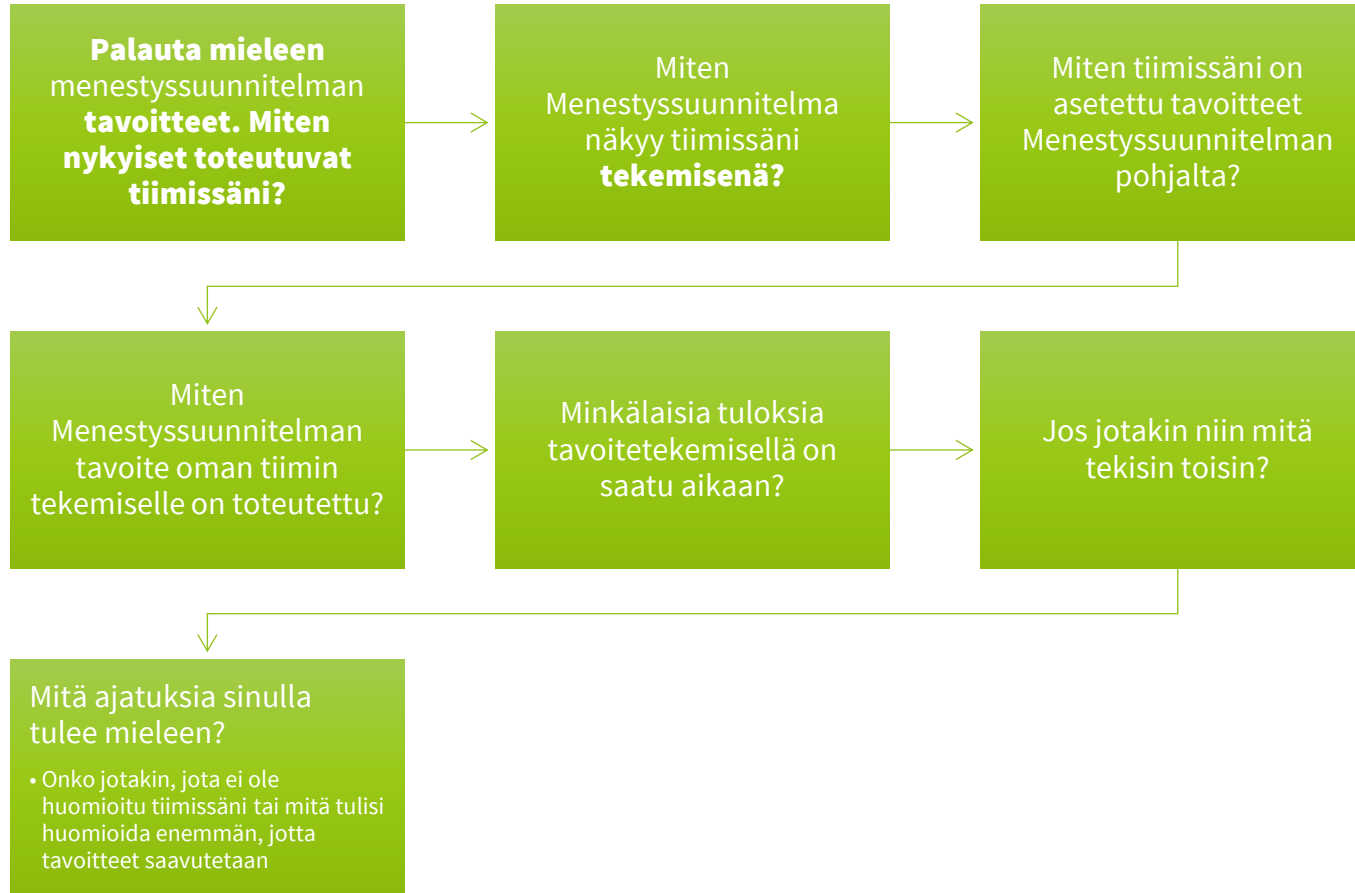 Palauta mieleen
menestyssuunnitelman
tavoitteet. Miten
nykyiset toteutuvat
tiimissäni?
Miten
Menestyssuunnitelma
näkyy tiimissäni
tekemisenä?
Miten tiimissäni on
asetettu tavoitteet
Menestyssuunnitelman
pohjalta?
Miten
Menestyssuunnitelman
tavoite oman tiimin
tekemiselle on toteutettu?
Minkälaisia tuloksia
tavoitetekemisellä on
saatu aikaan?
Jos jotakin niin mitä
tekisin toisin?
Mitä ajatuksia sinulla
tulee mieleen?
• Onko jotakin, jota ei ole
huomioitu tiimissäni tai mitä tulisi
huomioida enemmän, jotta
tavoitteet saavutetaan